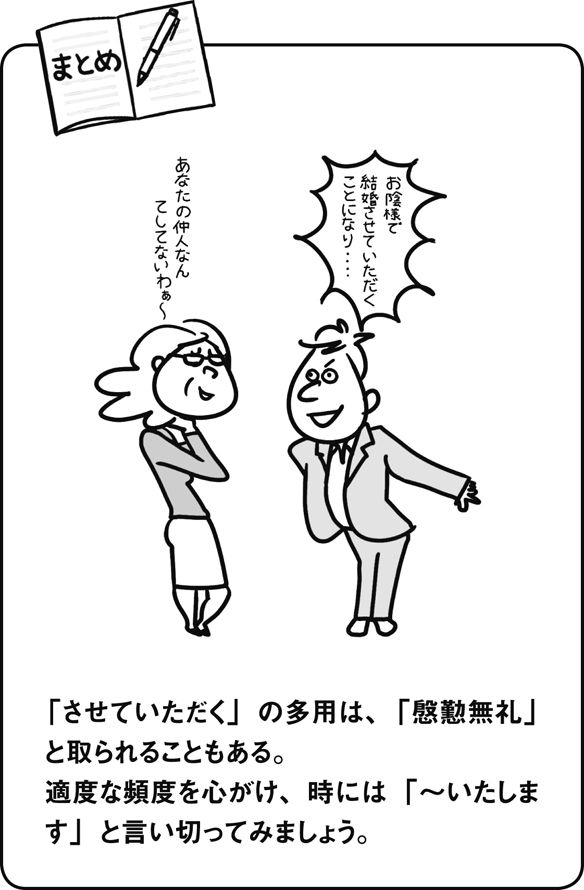 まとめ
お陰様で
結婚させていただく
ことになり・・・・
あなたの仲人なん
てしてないわぁ〜
「させていただく」の多用は、「慇懃無礼」
と取られることもある。
適度な頻度を心がけ、時には「〜いたしま
す」と言い切ってみましょう。